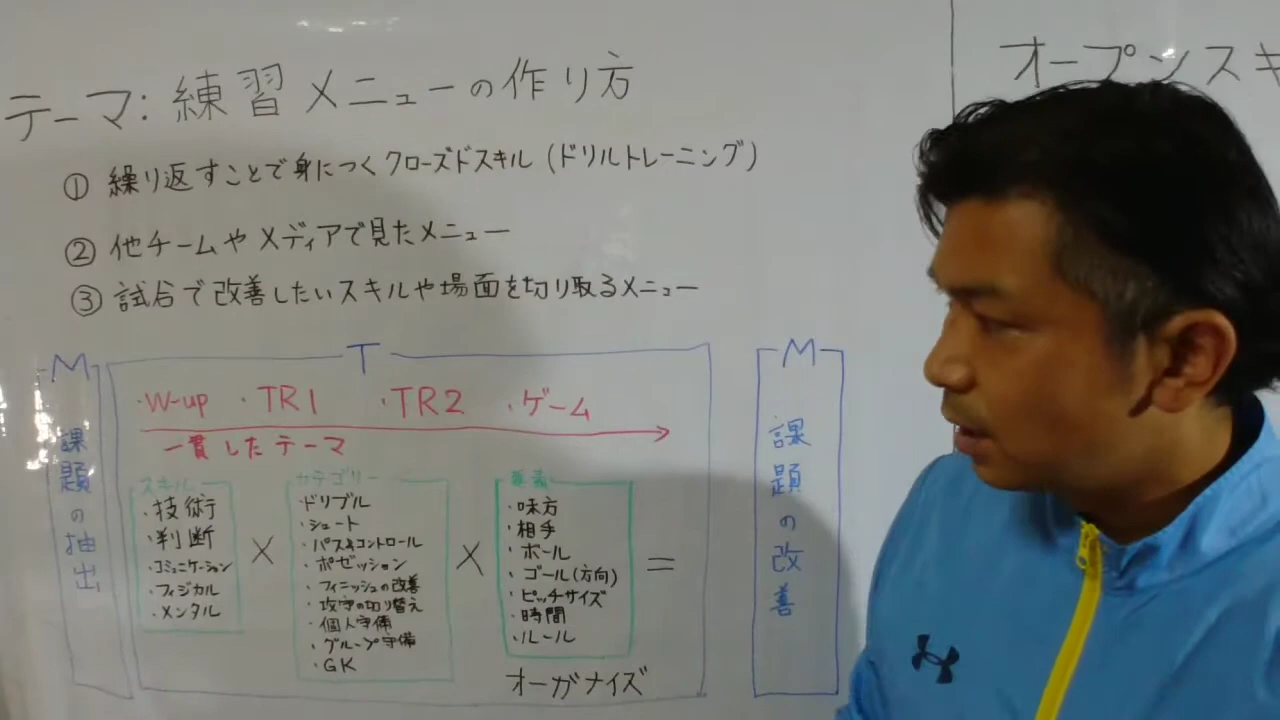 テーマ:練習メニューの作り方
オープンスキ
① 繰り返すことで身につくクローズドスキル(ドリルトレーニング)
② 他チームやメディアで見たメニュー
③ 試合で改善したいスキルや場面を切り取るメニュー
M
課題の抽出
T
・W-up ・TR1 ・TR2 ・ゲーム
一貫したテーマ
スキル
・技術
・判断
・コミュニケーション
・フィジカル
・メンタル
×
カテゴリー
・ドリブル
・シュート
・パス&コントロール
・ポゼッション
・フィニッシュの改善
・攻守の切り替え
・個人守備
・グループ守備
・GK
×
要素
・味方
・相手
・ボール
・ゴール(方向)
・ピッチサイズ
・時間
・ルール
=
オーガナイズ
M
課題の改善